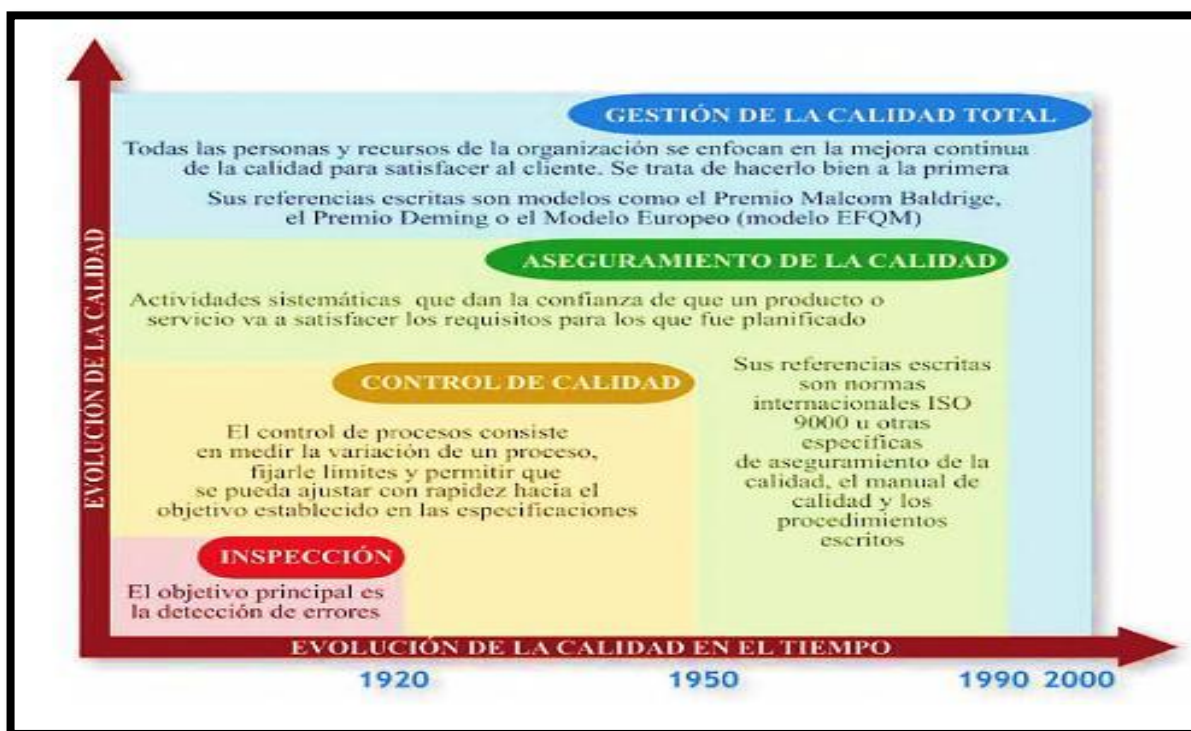 GESTIÓN DE LA CALIDAD TOTAL
Todas las personas y recursos de la organización se enfocan en la mejora continua
de la calidad para satisfacer al cliente. Se trata de hacerlo bien a la primera
Sus referencias escritas son modelos como el Premio Malcom Baldrige,
el Premio Deming o el Modelo Europeo (modelo EFQM)
ASEGURAMIENTO DE LA CALIDAD
Actividades sistemáticas que dan la confianza de que un producto o
servicio va a satisfacer los requisitos para los que fue planificado
Sus referencias escritas
son normas
internacionales ISO
9000 u otras
específicas
de aseguramiento de la
calidad, el manual de
calidad y los
procedimientos
escritos
CONTROL DE CALIDAD
El control de procesos consiste
en medir la variación de un proceso,
fijarle limites y permitir que
se pueda ajustar con rapidez hacia el
objetivo establecido en las especificaciones
INSPECCIÓN
El objetivo principal es
la detección de errores
EVOLUCIÓN DE LA CALIDAD
EVOLUCIÓN DE LA CALIDAD EN EL TIEMPO
1920 1950 1990 2000